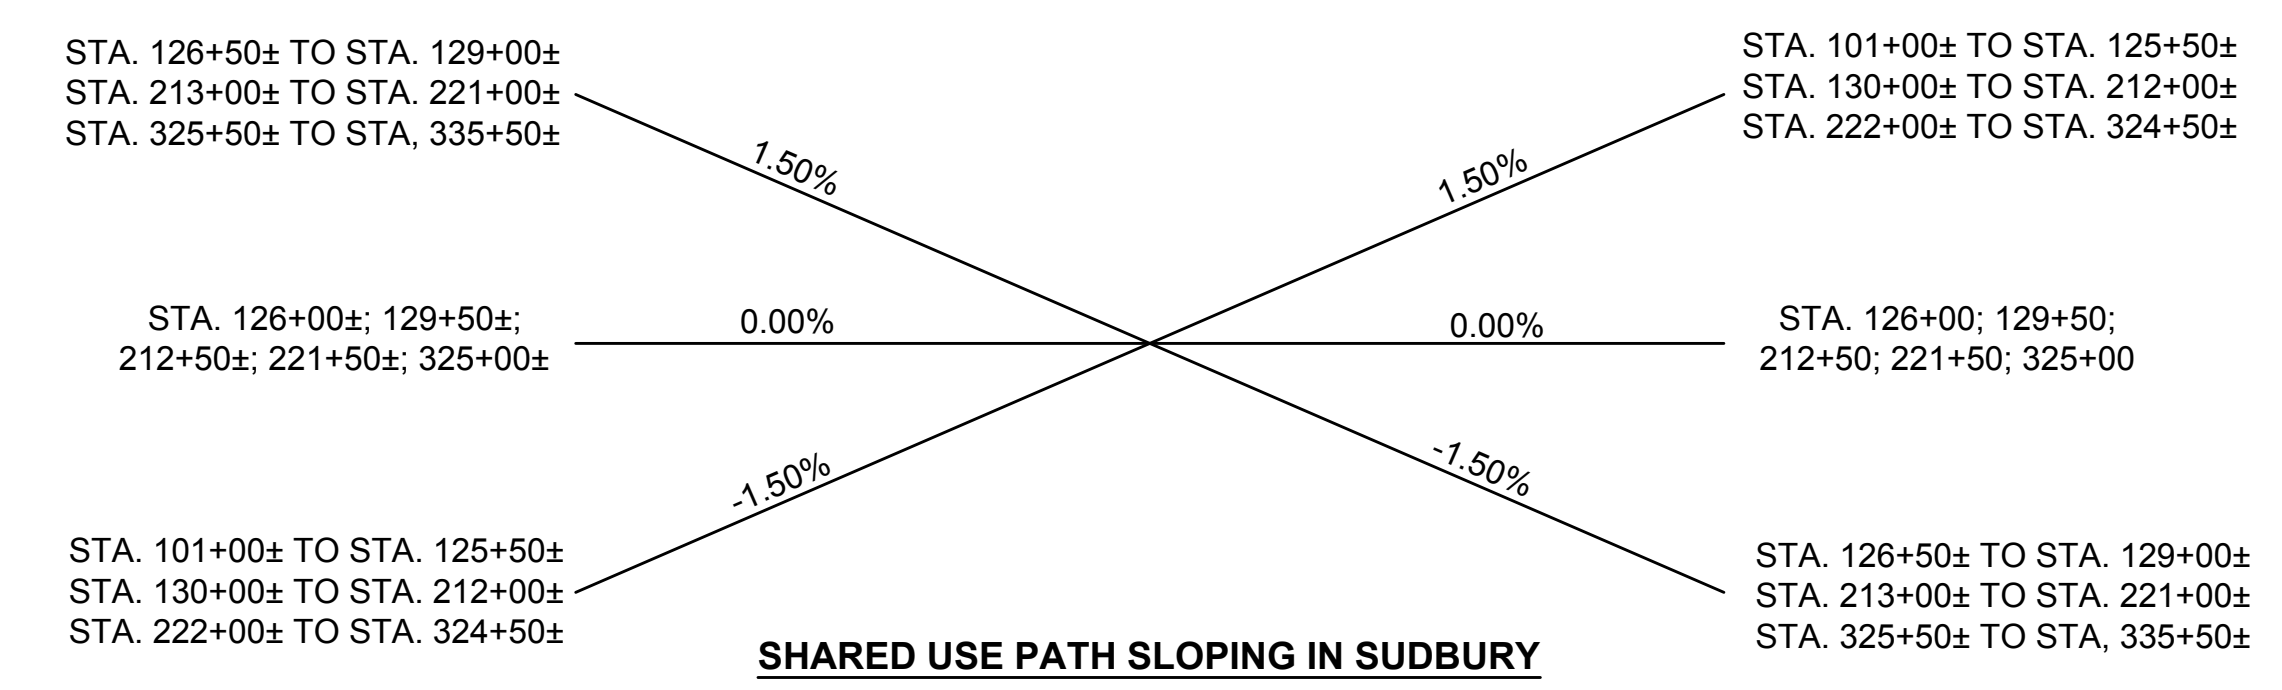 STA. 126+50± TO STA. 129+00±
STA. 213+00± TO STA. 221+00±
STA. 325+50± TO STA, 335+50±
1.50%
STA. 101+00± TO STA. 125+50±
STA. 130+00± TO STA. 212+00±
STA. 222+00± TO STA. 324+50±
1.50%
STA. 126+00±; 129+50±;
212+50±; 221+50±; 325+00±
0.00%
0.00%
STA. 126+00; 129+50;
212+50; 221+50; 325+00
-1.50%
STA. 101+00± TO STA. 125+50±
STA. 130+00± TO STA. 212+00±
STA. 222+00± TO STA. 324+50±
-1.50%
STA. 126+50± TO STA. 129+00±
STA. 213+00± TO STA. 221+00±
STA. 325+50± TO STA, 335+50±
SHARED USE PATH SLOPING IN SUDBURY